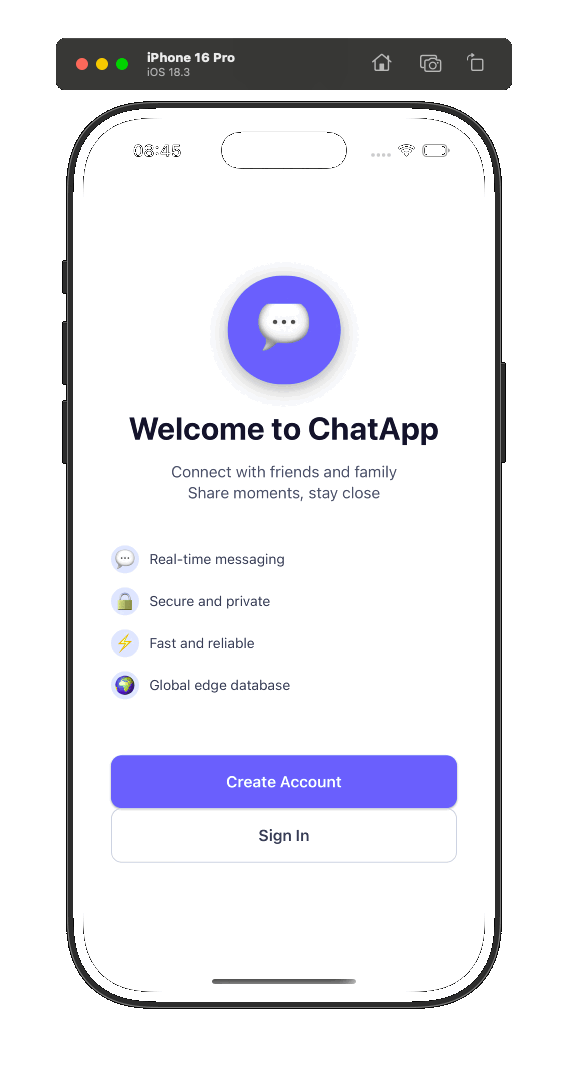 iPhone 16 Pro
iOS 18.3
08:45
Welcome to ChatApp
Connect with friends and family
Share moments, stay close
Real-time messaging
Secure and private
Fast and reliable
Global edge database
Create Account
Sign In